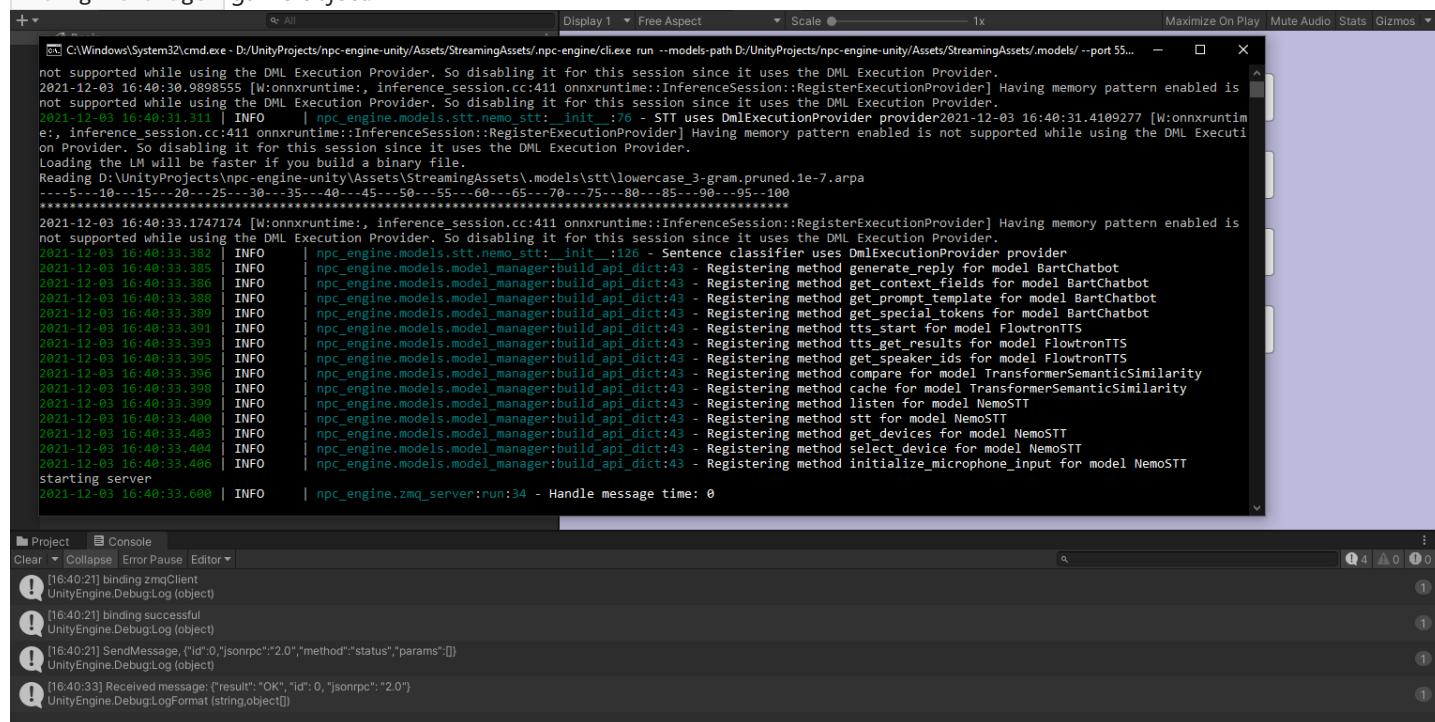 All
Display 1 Free Aspect Scale 1x Maximize On Play Mute Audio Stats Gizmos
C:\Windows\System32\cmd.exe - D:/UnityProjects/npc-engine-unity/Assets/StreamingAssets/.npc-engine/cli.exe run --models-path D:/UnityProjects/npc-engine-unity/Assets/StreamingAssets/.models/ --port 55...
not supported while using the DML Execution Provider. So disabling it for this session since it uses the DML Execution Provider.
2021-12-03 16:40:30.9898555 [W:onnxruntime:, inference_session.cc:411 onnxruntime::InferenceSession::RegisterExecutionProvider] Having memory pattern enabled is
not supported while using the DML Execution Provider. So disabling it for this session since it uses the DML Execution Provider.
2021-12-03 16:40:31.311 | INFO | npc_engine.models.stt.nemo_stt:__init__:76 - STT uses DmlExecutionProvider provider2021-12-03 16:40:31.4109277 [W:onnxruntim
e:, inference_session.cc:411 onnxruntime::InferenceSession::RegisterExecutionProvider] Having memory pattern enabled is not supported while using the DML Executi
on Provider. So disabling it for this session since it uses the DML Execution Provider.
Loading the LM will be faster if you build a binary file.
Reading D:\UnityProjects\npc-engine-unity\Assets\StreamingAssets\.models\stt\lowercase_3-gram.pruned.1e-7.arpa
----5---10---15---20---25---30---35---40---45---50---55---60---65---70---75---80---85---90---95--100
****************************************************************************************************
2021-12-03 16:40:33.1747174 [W:onnxruntime:, inference_session.cc:411 onnxruntime::InferenceSession::RegisterExecutionProvider] Having memory pattern enabled is
not supported while using the DML Execution Provider. So disabling it for this session since it uses the DML Execution Provider.
2021-12-03 16:40:33.382 | INFO | npc_engine.models.stt.nemo_stt:__init__:126 - Sentence classifier uses DmlExecutionProvider provider
2021-12-03 16:40:33.385 | INFO | npc_engine.models.model_manager:build_api_dict:43 - Registering method generate_reply for model BartChatbot
2021-12-03 16:40:33.386 | INFO | npc_engine.models.model_manager:build_api_dict:43 - Registering method get_context_fields for model BartChatbot
2021-12-03 16:40:33.388 | INFO | npc_engine.models.model_manager:build_api_dict:43 - Registering method get_prompt_template for model BartChatbot
2021-12-03 16:40:33.389 | INFO | npc_engine.models.model_manager:build_api_dict:43 - Registering method get_special_tokens for model BartChatbot
2021-12-03 16:40:33.391 | INFO | npc_engine.models.model_manager:build_api_dict:43 - Registering method tts_start for model FlowtronTTS
2021-12-03 16:40:33.393 | INFO | npc_engine.models.model_manager:build_api_dict:43 - Registering method tts_get_results for model FlowtronTTS
2021-12-03 16:40:33.395 | INFO | npc_engine.models.model_manager:build_api_dict:43 - Registering method get_speaker_ids for model FlowtronTTS
2021-12-03 16:40:33.396 | INFO | npc_engine.models.model_manager:build_api_dict:43 - Registering method compare for model TransformerSemanticSimilarity
2021-12-03 16:40:33.398 | INFO | npc_engine.models.model_manager:build_api_dict:43 - Registering method cache for model TransformerSemanticSimilarity
2021-12-03 16:40:33.399 | INFO | npc_engine.models.model_manager:build_api_dict:43 - Registering method listen for model NemoSTT
2021-12-03 16:40:33.400 | INFO | npc_engine.models.model_manager:build_api_dict:43 - Registering method stt for model NemoSTT
2021-12-03 16:40:33.403 | INFO | npc_engine.models.model_manager:build_api_dict:43 - Registering method get_devices for model NemoSTT
2021-12-03 16:40:33.404 | INFO | npc_engine.models.model_manager:build_api_dict:43 - Registering method select_device for model NemoSTT
2021-12-03 16:40:33.406 | INFO | npc_engine.models.model_manager:build_api_dict:43 - Registering method initialize_microphone_input for model NemoSTT
starting server
2021-12-03 16:40:33.600 | INFO | npc_engine.zmq_server:run:34 - Handle message time: 0
Project Console
Clear Collapse Error Pause Editor 4 0 0
[16:40:21] binding zmqClient
UnityEngine.Debug:Log (object)
1
[16:40:21] binding successful
UnityEngine.Debug:Log (object)
1
[16:40:21] SendMessage, {"id":0,"jsonrpc":"2.0","method":"status","params":[]}
UnityEngine.Debug:Log (object)
1
[16:40:33] Received message: {"result": "OK", "id": 0, "jsonrpc": "2.0"}
UnityEngine.Debug:LogFormat (string,object[])
1